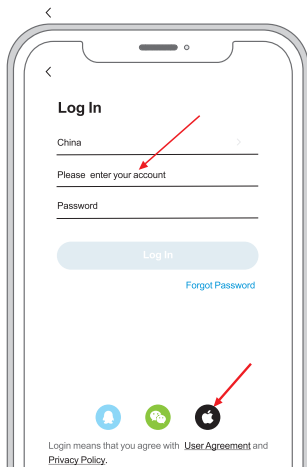 Log In
China
Please enter your account
Password
Log In
Forgot Password
Login means that you agree with User Agreement and
Privacy Policy.